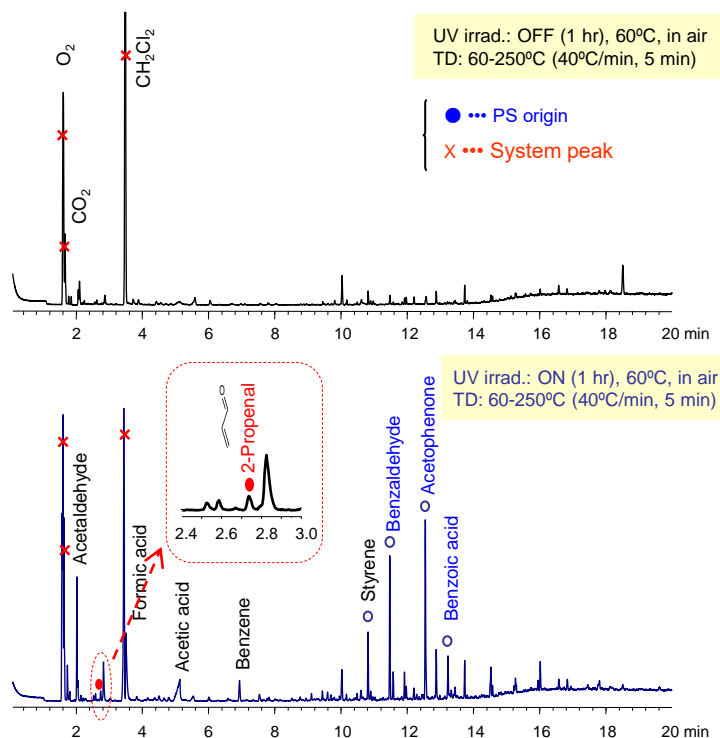 UV irrad.: OFF (1 hr), 60ºC, in air
TD: 60-250ºC (40ºC/min, 5 min)
O2
CO2
CH2Cl2
••• PS origin
X ••• System peak
2
4
6
8
10
12
14
16
18
20 min
UV irrad.: ON (1 hr), 60ºC, in air
TD: 60-250ºC (40ºC/min, 5 min)
O
2-Propenal
2.4
2.6
2.8
3.0
Acetaldehyde
Formic acid
Acetic acid
Benzene
Styrene
Benzaldehyde
Acetophenone
Benzoic acid
2
4
6
8
10
12
14
16
18
20 min